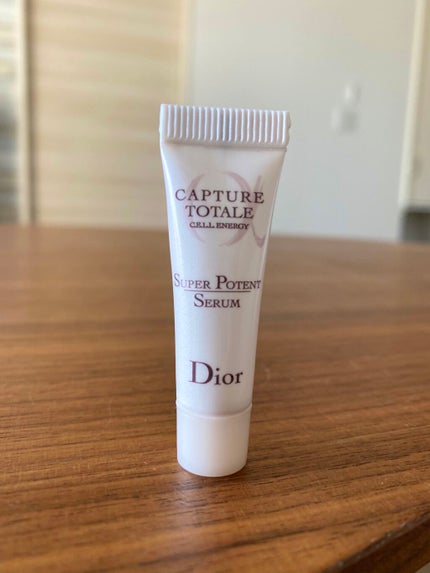 CAPTURE
TOTALE
C.E.L.L. ENERGY
SUPER POTENT
SERUM
Dior